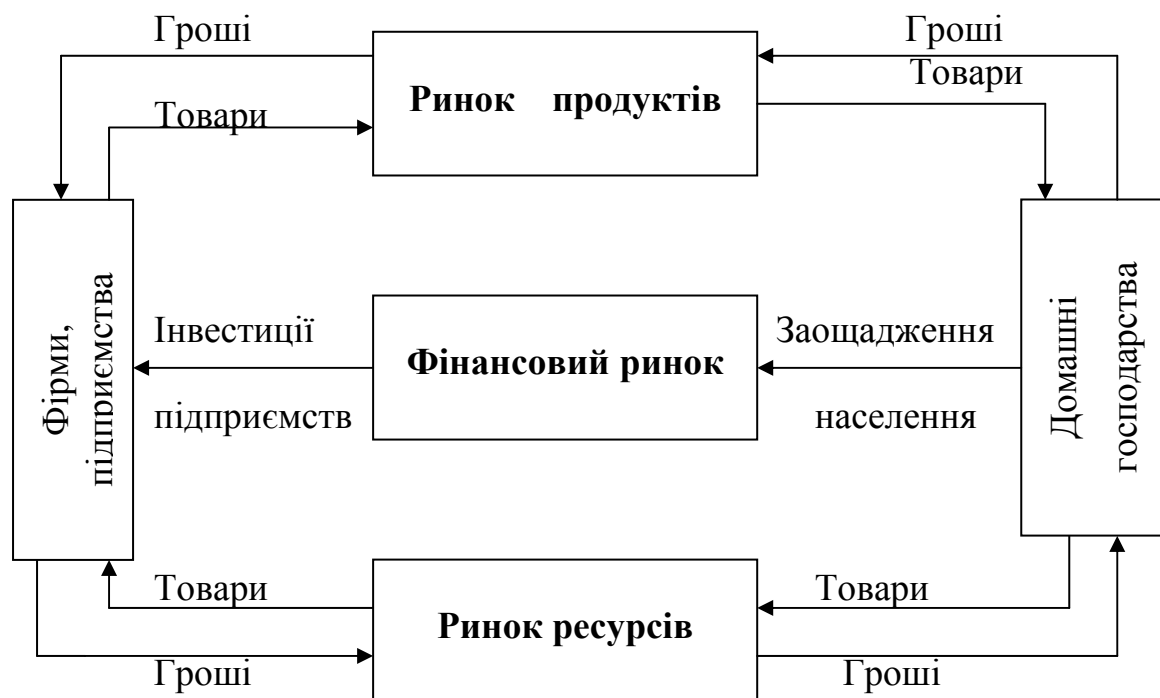 Гроші
Гроші
Товари
Ринок продуктів
Товари
Фірми,
підприємства
Домашні
господарства
Інвестиції
підприємств
Фінансовий ринок
Заощадження
населення
Товари
Товари
Ринок ресурсів
Гроші
Гроші